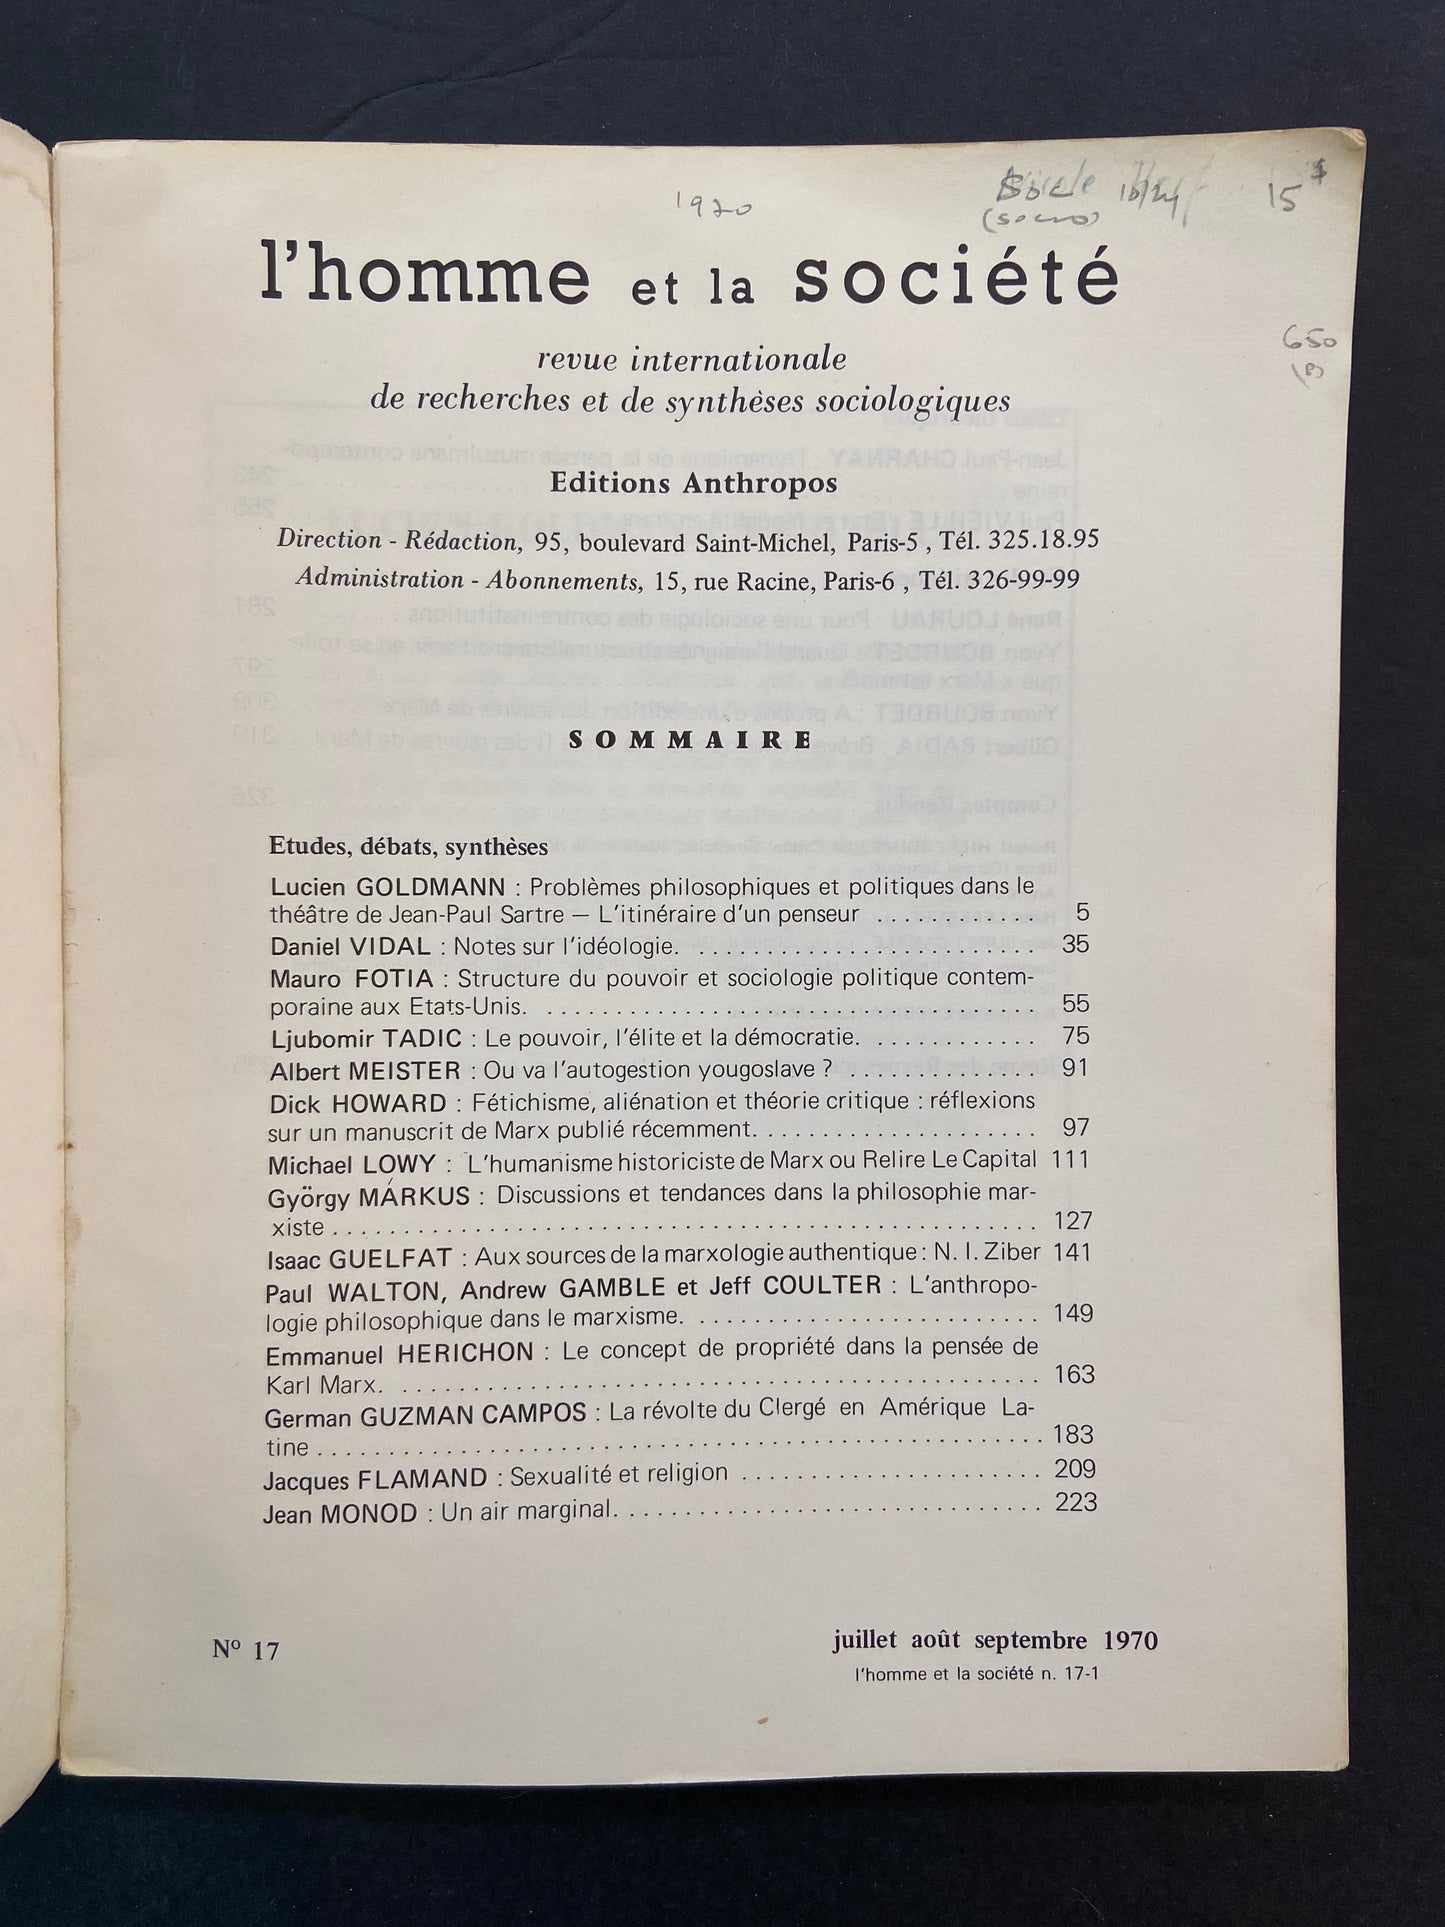 1970
15 $
l'homme et la société
650
revue internationale
de recherches et de synthèses sociologiques
Editions Anthropos
Direction - Rédaction, 95, boulevard Saint-Michel, Paris-5 , Tél. 325.18.95
Administration - Abonnements, 15, rue Racine, Paris-6 , Tél. 326-99-99
SOMMAIRE
Etudes, débats, synthèses
Lucien GOLDMANN : Problèmes philosophiques et politiques dans le
théâtre de Jean-Paul Sartre — L'itinéraire d'un penseur . . . . . . . . . . . . 5
Daniel VIDAL : Notes sur l'idéologie. . . . . . . . . . . . . . . . . . . . . . . . . 35
Mauro FOTIA : Structure du pouvoir et sociologie politique contem-
poraine aux Etats-Unis. . . . . . . . . . . . . . . . . . . . . . . . . . . . . . . . . . . 55
Ljubomir TADIC : Le pouvoir, l'élite et la démocratie. . . . . . . . . . . . . 75
Albert MEISTER : Ou va l'autogestion yougoslave ? . . . . . . . . . . . . . . . 91
Dick HOWARD : Fétichisme, aliénation et théorie critique : réflexions
sur un manuscrit de Marx publié récemment. . . . . . . . . . . . . . . . . . . . 97
Michael LOWY : L'humanisme historiciste de Marx ou Relire Le Capital 111
György MÁRKUS : Discussions et tendances dans la philosophie mar-
xiste . . . . . . . . . . . . . . . . . . . . . . . . . . . . . . . . . . . . . . . . . . . . . . . . . 127
Isaac GUELFAT : Aux sources de la marxologie authentique : N. I. Ziber 141
Paul WALTON, Andrew GAMBLE et Jeff COULTER : L'anthropo-
logie philosophique dans le marxisme. . . . . . . . . . . . . . . . . . . . . . . . . 149
Emmanuel HERICHON : Le concept de propriété dans la pensée de
Karl Marx. . . . . . . . . . . . . . . . . . . . . . . . . . . . . . . . . . . . . . . . . . . . . 163
German GUZMAN CAMPOS : La révolte du Clergé en Amérique La-
tine . . . . . . . . . . . . . . . . . . . . . . . . . . . . . . . . . . . . . . . . . . . . . . . . . . 183
Jacques FLAMAND : Sexualité et religion . . . . . . . . . . . . . . . . . . . . . 209
Jean MONOD : Un air marginal. . . . . . . . . . . . . . . . . . . . . . . . . . . . . . 223
Nº 17
juillet août septembre 1970
l'homme et la société n. 17-1